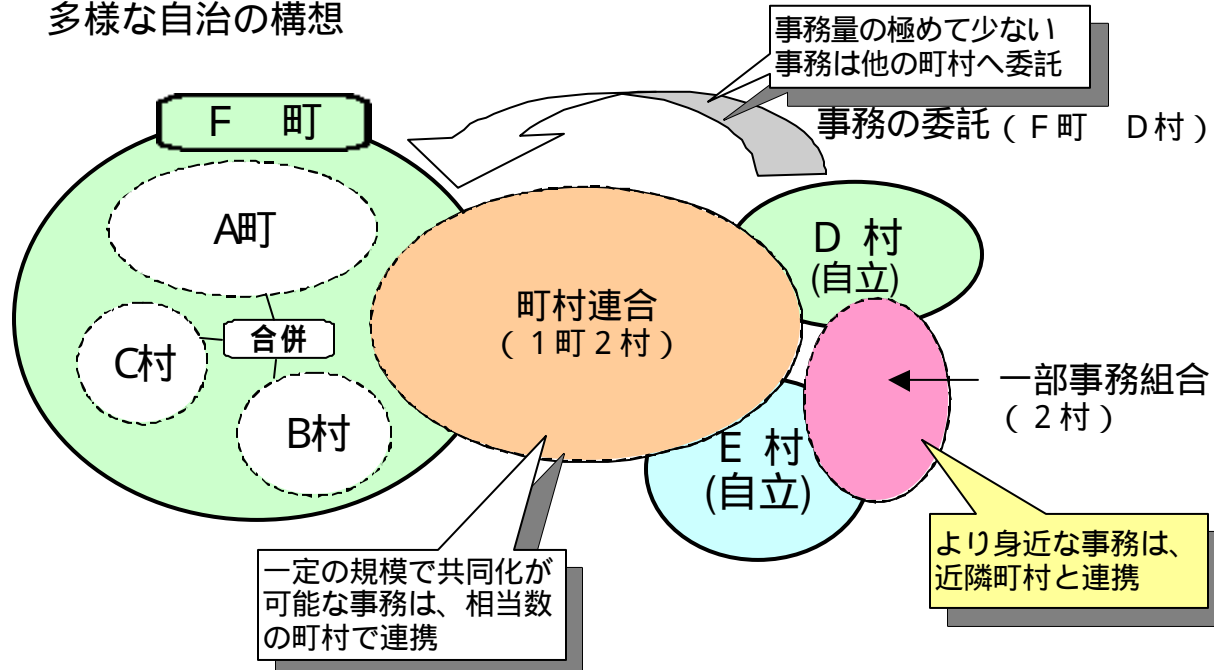 多様な自治の構想
事務量の極めて少ない
事務は他の町村へ委託
事務の委託（F町　D村）
F　町
A町
C村
合併
B村
町村連合
（1町2村）
D 村
(自立)
E 村
(自立)
一部事務組合
（2村）
一定の規模で共同化が
可能な事務は、相当数
の町村で連携
より身近な事務は、
近隣町村と連携